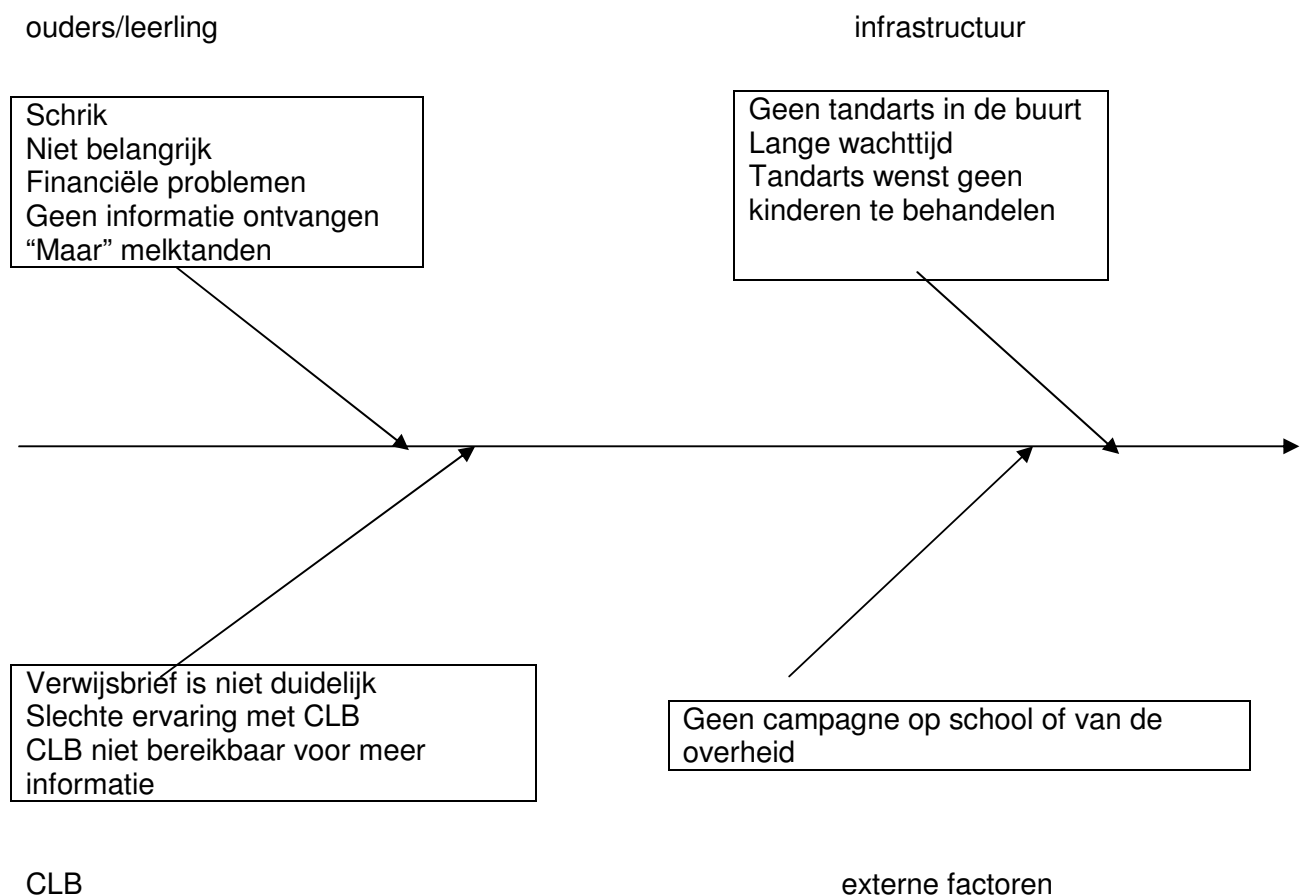 ouders/leerling
infrastructuur
Schrik
Niet belangrijk
Financiële problemen
Geen informatie ontvangen
“Maar” melktanden
Geen tandarts in de buurt
Lange wachttijd
Tandarts wenst geen
kinderen te behandelen
Verwijsbrief is niet duidelijk
Slechte ervaring met CLB
CLB niet bereikbaar voor meer
informatie
Geen campagne op school of van de
overheid
CLB
externe factoren